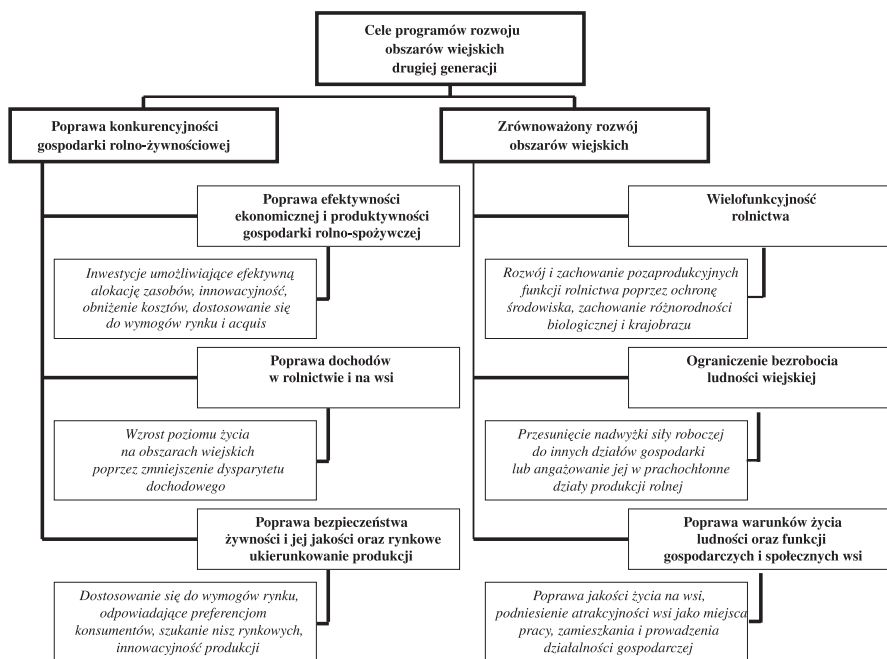 Cele programów rozwoju
obszarów wiejskich
drugiej generacji
Poprawa konkurencyjności
gospodarki rolno-żywnościowej
Zrównoważony rozwój
obszarów wiejskich
Poprawa efektywności
ekonomicznej i produktywności
gospodarki rolno-spożywczej
Inwestycje umożliwiające efektywną
alokację zasobów, innowacyjność,
obniżenie kosztów, dostosowanie się
do wymogów rynku i acquis
Poprawa dochodów
w rolnictwie i na wsi
Wzrost poziomu życia
na obszarach wiejskich
poprzez zmniejszenie dysparytetu
dochodowego
Poprawa bezpieczeństwa
żywności i jej jakości oraz rynkowe
ukierunkowanie produkcji
Dostosowanie się do wymogów rynku,
odpowiadające preferencjom
konsumentów, szukanie nisz rynkowych,
innowacyjność produkcji
Wielofunkcyjność
rolnictwa
Rozwój i zachowanie pozaprodukcyjnych
funkcji rolnictwa poprzez ochronę
środowiska, zachowanie różnorodności
biologicznej i krajobrazu
Ograniczenie bezrobocia
ludności wiejskiej
Przesunięcie nadwyżki siły roboczej
do innych działów gospodarki
lub angażowanie jej w prachochłonne
działy produkcji rolnej
Poprawa warunków życia
ludności oraz funkcji
gospodarczych i społecznych wsi
Poprawa jakości życia na wsi,
podniesienie atrakcyjności wsi jako miejsca
pracy, zamieszkania i prowadzenia
działalności gospodarczej